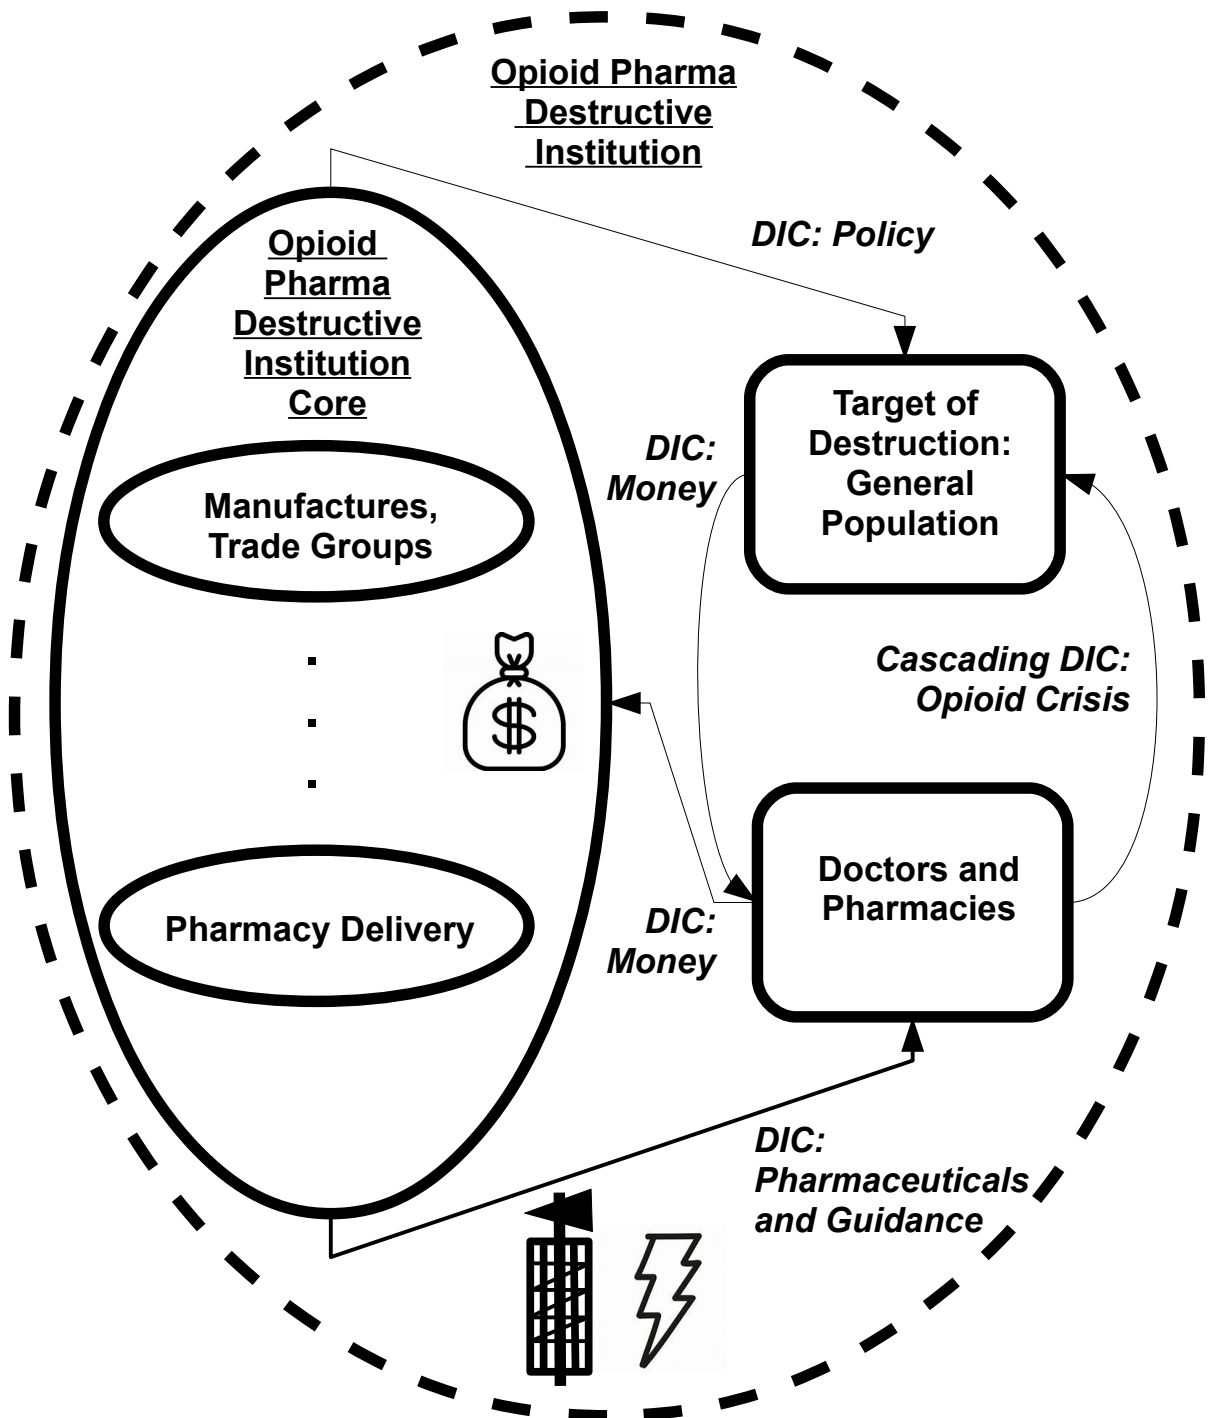 Opioid Pharma
Destructive
Institution
DIC: Policy
Opioid
Pharma
Destructive
Institution
Core
Target of
Destruction:
General
Population
DIC:
Money
Manufactures,
Trade Groups
.
.
.
$
Cascading DIC:
Opioid Crisis
Doctors and
Pharmacies
Pharmacy Delivery
DIC:
Money
DIC:
Pharmaceuticals
and Guidance